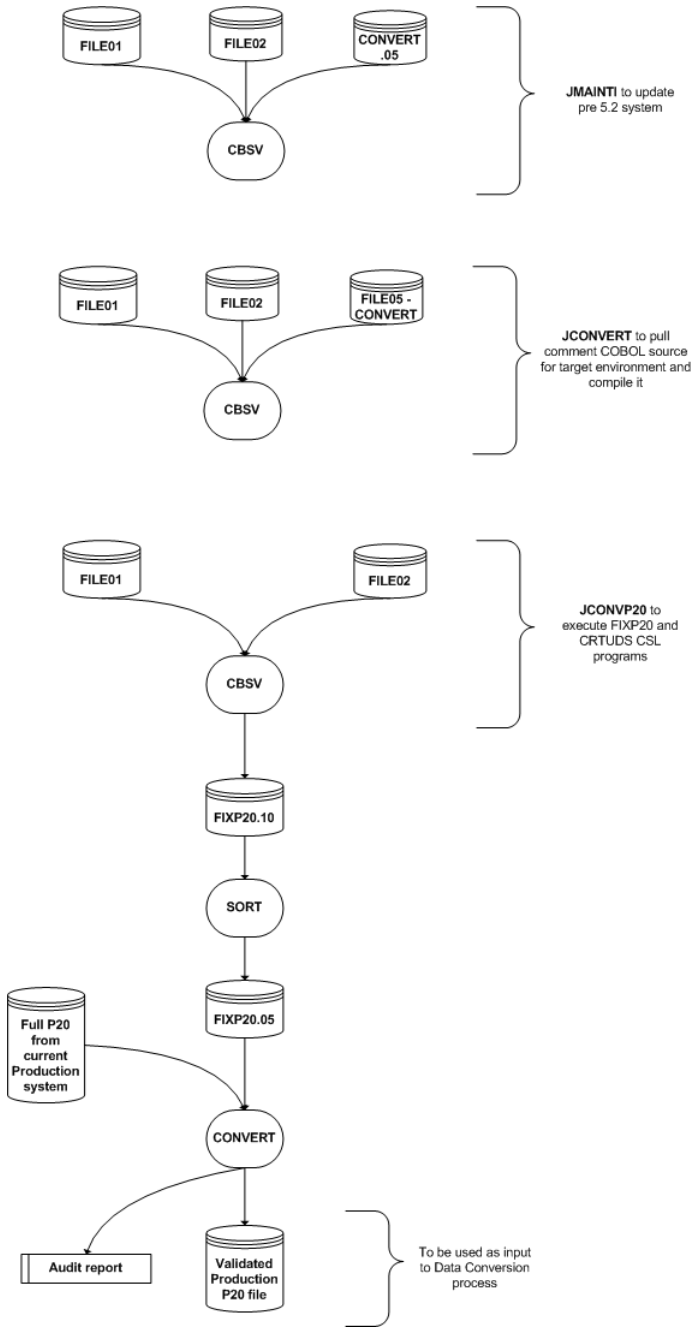 FILE01
FILE02
CONVERT
.05
CBSV
JMAINTI to update
pre 5.2 system
FILE01
FILE02
FILE05 -
CONVERT
CBSV
JCONVERT to pull
comment COBOL source
for target environment and
compile it
FILE01
FILE02
CBSV
JCONVP20 to
execute FIXP20 and
CRTUDS CSL
programs
FIXP20.10
SORT
FIXP20.05
Full P20
from
current
Production
system
CONVERT
Audit report
Validated
Production
P20 file
To be used as input
to Data Conversion
process